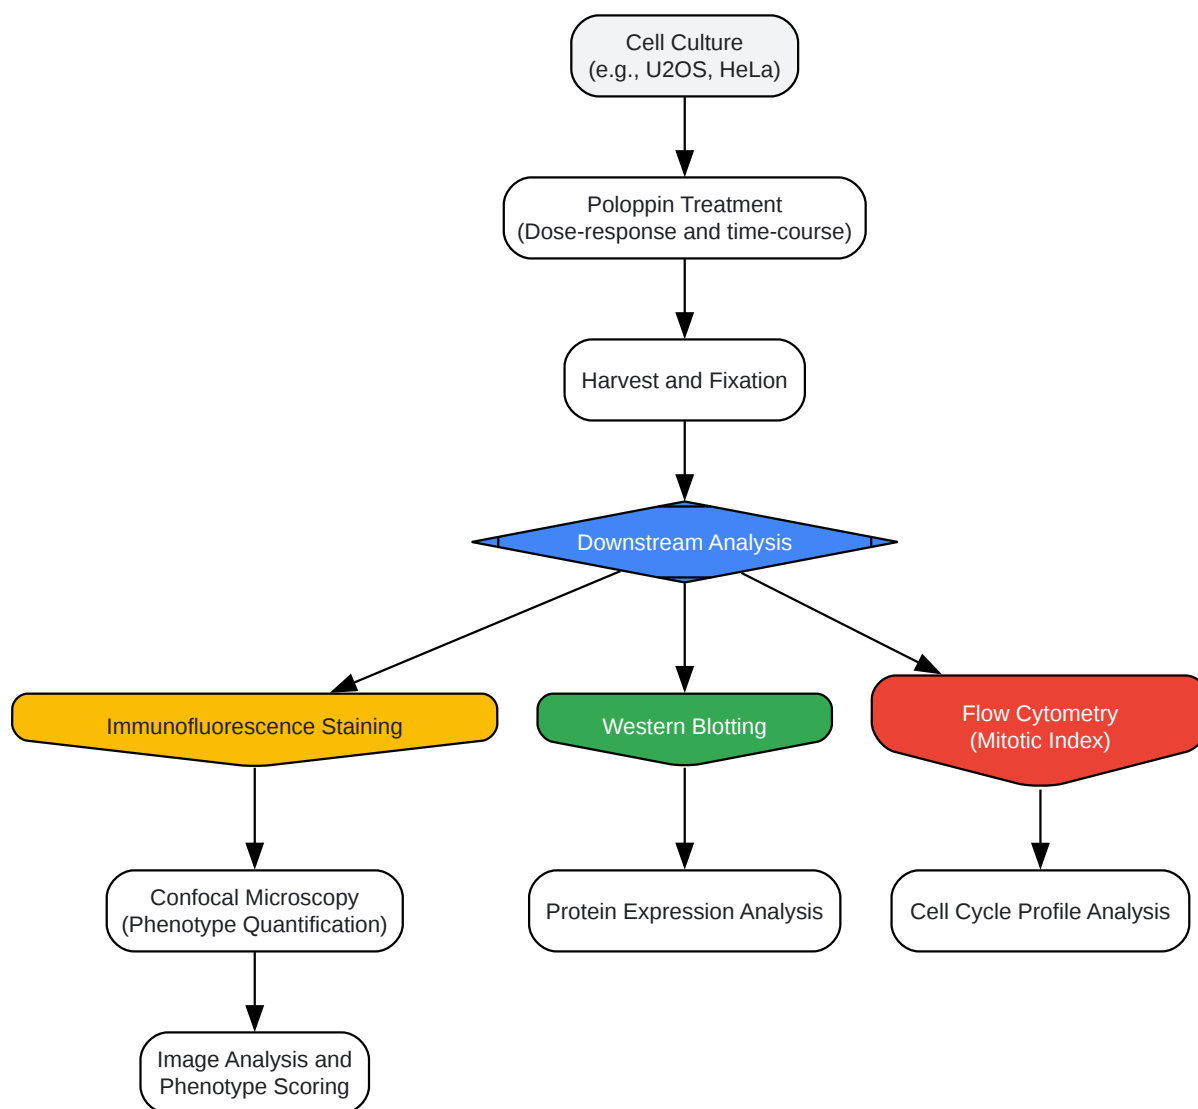 Cell Culture
(e.g., U2OS, HeLa)
Poloppin Treatment
(Dose-response and time-course)
Harvest and Fixation
Downstream Analysis
Immunofluorescence Staining
Western Blotting
Flow Cytometry
(Mitotic Index)
Confocal Microscopy
(Phenotype Quantification)
Protein Expression Analysis
Cell Cycle Profile Analysis
Image Analysis and
Phenotype Scoring